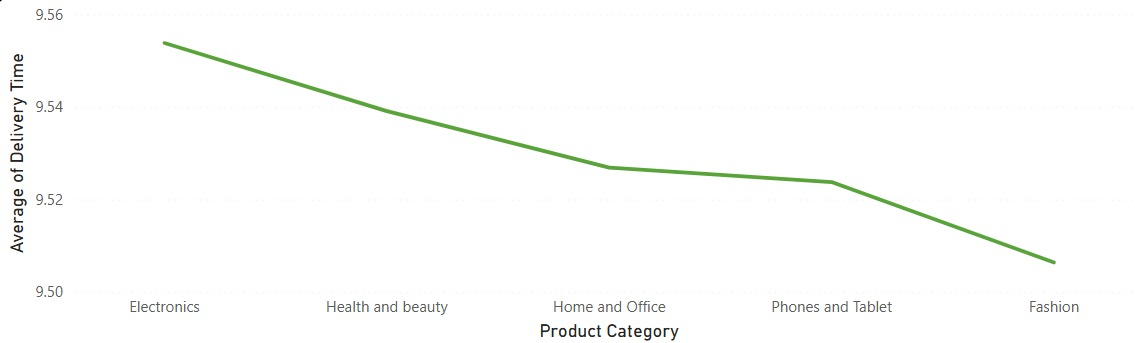 Average of Delivery Time
9.56
9.54
9.52
9.50
Electronics
Health and beauty
Home and Office
Phones and Tablet
Fashion
Product Category